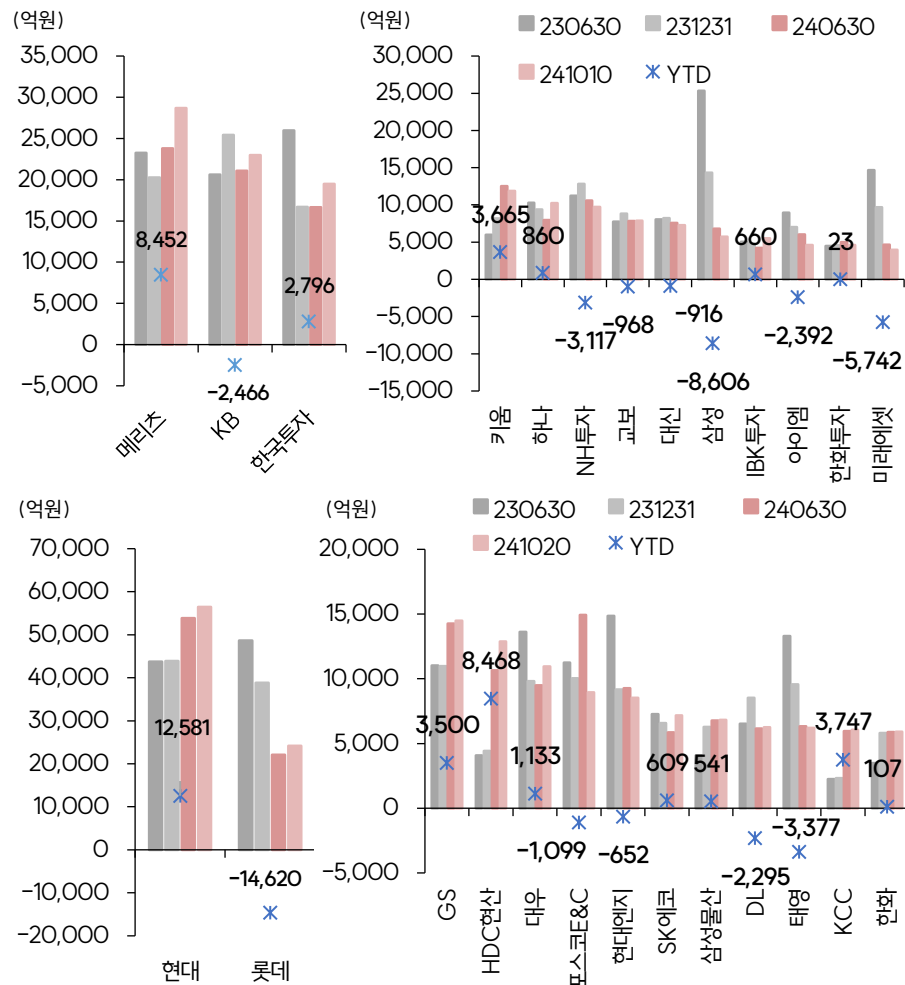 (억원)
35,000
30,000
25,000
20,000
15,000
10,000
5,000
0
-5,000
8,452
-2,466
2,796
메리츠
KB
한국투자
(억원)
230630
231231
240630
241010
YTD
30,000
25,000
20,000
15,000
10,000
5,000
0
-5,000
-10,000
-15,000
3,665
860
-3,117
-968
-916
-8,606
660
-2,392
23
-5,742
키움
하나
NH투자
교보
대신
삼성
IBK투자
아이엠
한화투자
미래에셋
(억원)
70,000
60,000
50,000
40,000
30,000
20,000
10,000
0
-10,000
-20,000
12,581
-14,620
현대
롯데
(억원)
230630
231231
240630
241020
YTD
20,000
15,000
10,000
5,000
0
-5,000
3,500
8,468
1,133
-1,099
-652
609
541
-2,295
-3,377
3,747
107
GS
HDC현산
대우
포스코E&C
현대엔지
SK에코
삼성물산
DL
태영
KCC
한화